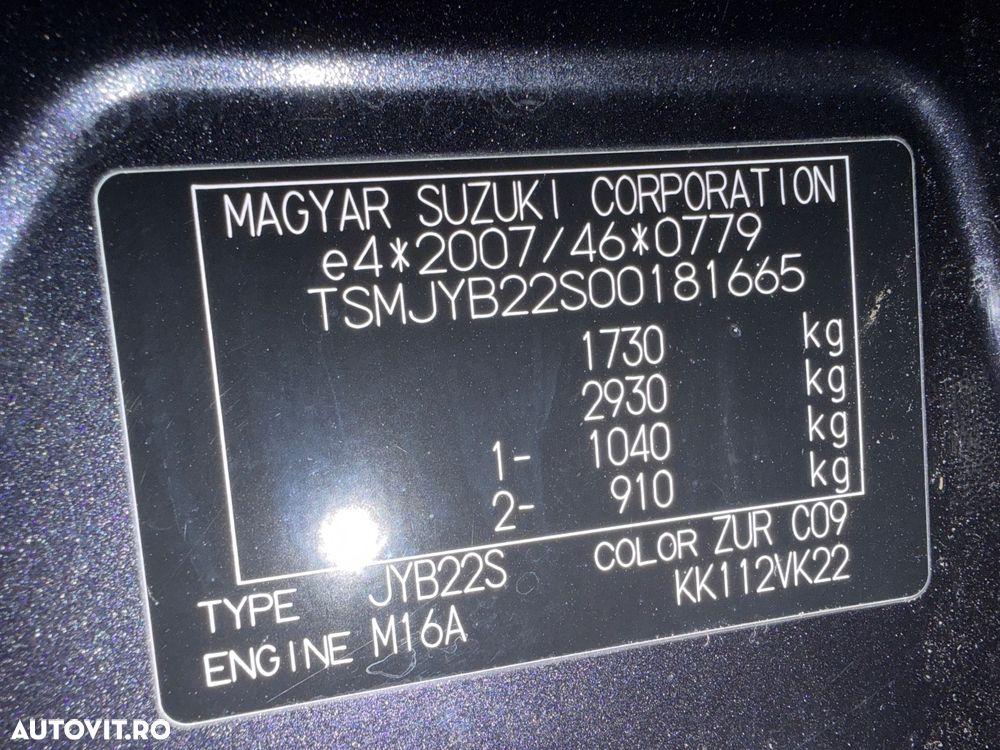 MAGYAR SUZUKI CORPORATION
e4*2007/46*0779
TSMJYB22S00181665
1730 kg
2930 kg
1- 1040 kg
2- 910 kg
TYPE JYB22S COLOR ZUR C09
ENGINE M16A KK112VK22
AUTOVIT.RO